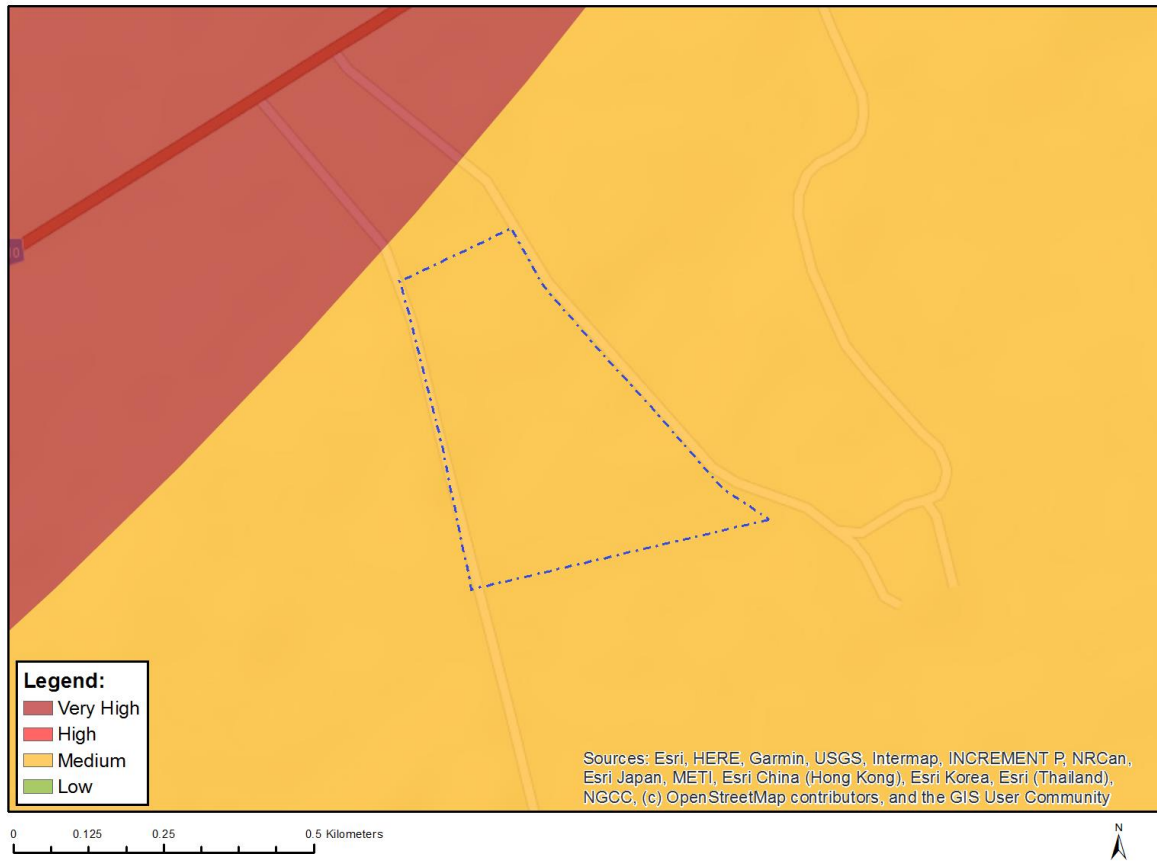 Legend:
Very High
High
Medium
Low
Sources: Esri, HERE, Garmin, USGS, Intermap, INCREMENT P, NRCan,
Esri Japan, METI, Esri China (Hong Kong), Esri Korea, Esri (Thailand),
NGCC, (c) OpenStreetMap contributors, and the GIS User Community
0 0.125 0.25 0.5 Kilometers
N